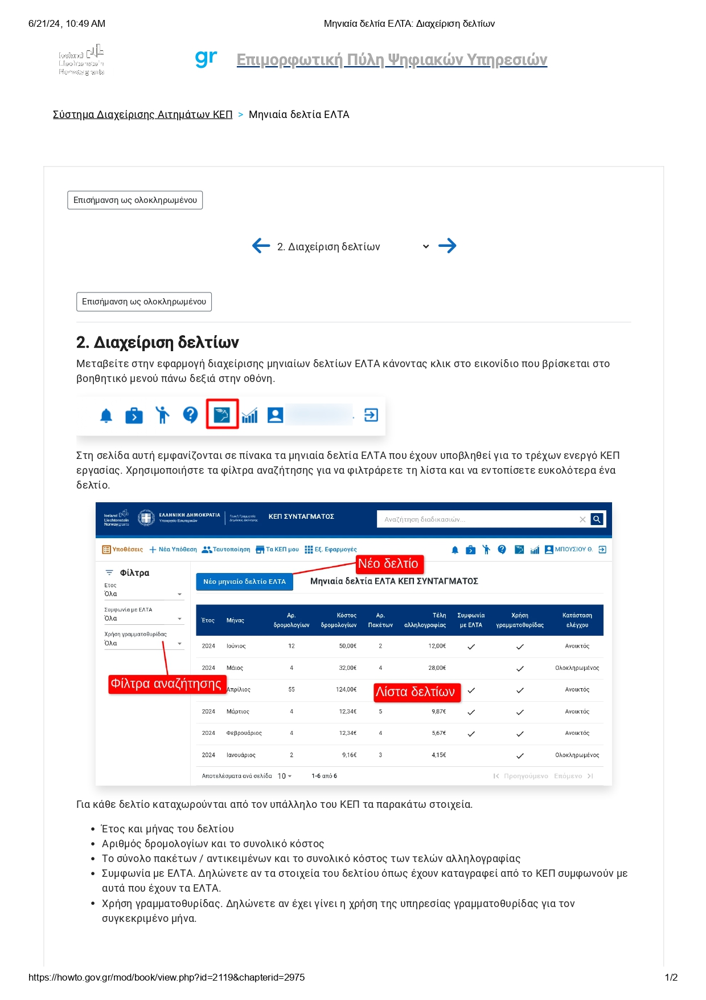 6/21/24, 10:49 AM Μηνιαία δελτία ΕΛΤΑ: Διαχείριση δελτίων
Iceland
Liechtenstein
Norway grants
gr Επιμορφωτική Πύλη Ψηφιακών Υπηρεσιών
Σύστημα Διαχείρισης Αιτημάτων ΚΕΠ > Μηνιαία δελτία ΕΛΤΑ
Επισήμανση ως ολοκληρωμένου
2. Διαχείριση δελτίων
Επισήμανση ως ολοκληρωμένου
2. Διαχείριση δελτίων
Μεταβείτε στην εφαρμογή διαχείρισης μηνιαίων δελτίων ΕΛΤΑ κάνοντας κλικ στο εικονίδιο που βρίσκεται στο
βοηθητικό μενού πάνω δεξιά στην οθόνη.
Στη σελίδα αυτή εμφανίζονται σε πίνακα τα μηνιαία δελτία ΕΛΤΑ που έχουν υποβληθεί για το τρέχων ενεργό ΚΕΠ
εργασίας. Χρησιμοποιήστε τα φίλτρα αναζήτησης για να φιλτράρετε τη λίστα και να εντοπίσετε ευκολότερα ένα
δελτίο.
Iceland
Liechtenstein
Norway grants
ΕΛΛΗΝΙΚΗ ΔΗΜΟΚΡΑΤΙΑ
Υπουργείο Εσωτερικών
Γενική Γραμματεία
Δημόσιας Διοίκησης
ΚΕΠ ΣΥΝΤΑΓΜΑΤΟΣ
Αναζήτηση διαδικασιών...
Υποθέσεις Νέα Υπόθεση Ταυτοποίηση Τα ΚΕΠ μου Εξ. Εφαρμογές ΜΠΟΥΣΙΟΥ Θ.
Νέο δελτίο
Φίλτρα
Έτος
Όλα
Συμφωνία με ΕΛΤΑ
Όλα
Χρήση γραμματοθυρίδας
Όλα
Φίλτρα αναζήτησης
Νέο μηνιαίο δελτίο ΕΛΤΑ Μηνιαία δελτία ΕΛΤΑ ΚΕΠ ΣΥΝΤΑΓΜΑΤΟΣ
Έτος Μήνας Αρ. δρομολογίων Κόστος δρομολογίων Αρ. Πακέτων Τέλη αλληλογραφίας Συμφωνία με ΕΛΤΑ Χρήση γραμματοθυρίδας Κατάσταση ελέγχου
2024 Ιούνιος 12 50,00€ 2 12,00€ ✓ ✓ Ανοικτός
2024 Μάιος 4 32,00€ 4 28,00€ ✓ Ολοκληρωμένος
Απρίλιος 55 124,00€ ✓ ✓ Ανοικτός
Λίστα δελτίων
2024 Μάρτιος 4 12,34€ 5 9,87€ ✓ ✓ Ανοικτός
2024 Φεβρουάριος 4 12,34€ 4 5,67€ ✓ ✓ Ανοικτός
2024 Ιανουάριος 2 9,16€ 3 4,15€ ✓ Ολοκληρωμένος
Αποτελέσματα ανά σελίδα 10 1-6 από 6 Προηγούμενο Επόμενο
Για κάθε δελτίο καταχωρούνται από τον υπάλληλο του ΚΕΠ τα παρακάτω στοιχεία.
• Έτος και μήνας του δελτίου
• Αριθμός δρομολογίων και το συνολικό κόστος
• Το σύνολο πακέτων / αντικειμένων και το συνολικό κόστος των τελών αλληλογραφίας
• Συμφωνία με ΕΛΤΑ. Δηλώνετε αν τα στοιχεία του δελτίου όπως έχουν καταγραφεί από το ΚΕΠ συμφωνούν με
αυτά που έχουν τα ΕΛΤΑ.
• Χρήση γραμματοθυρίδας. Δηλώνετε αν έχει γίνει η χρήση της υπηρεσίας γραμματοθυρίδας για τον
συγκεκριμένο μήνα.
https://howto.gov.gr/mod/book/view.php?id=2119&chapterid=2975 1/2